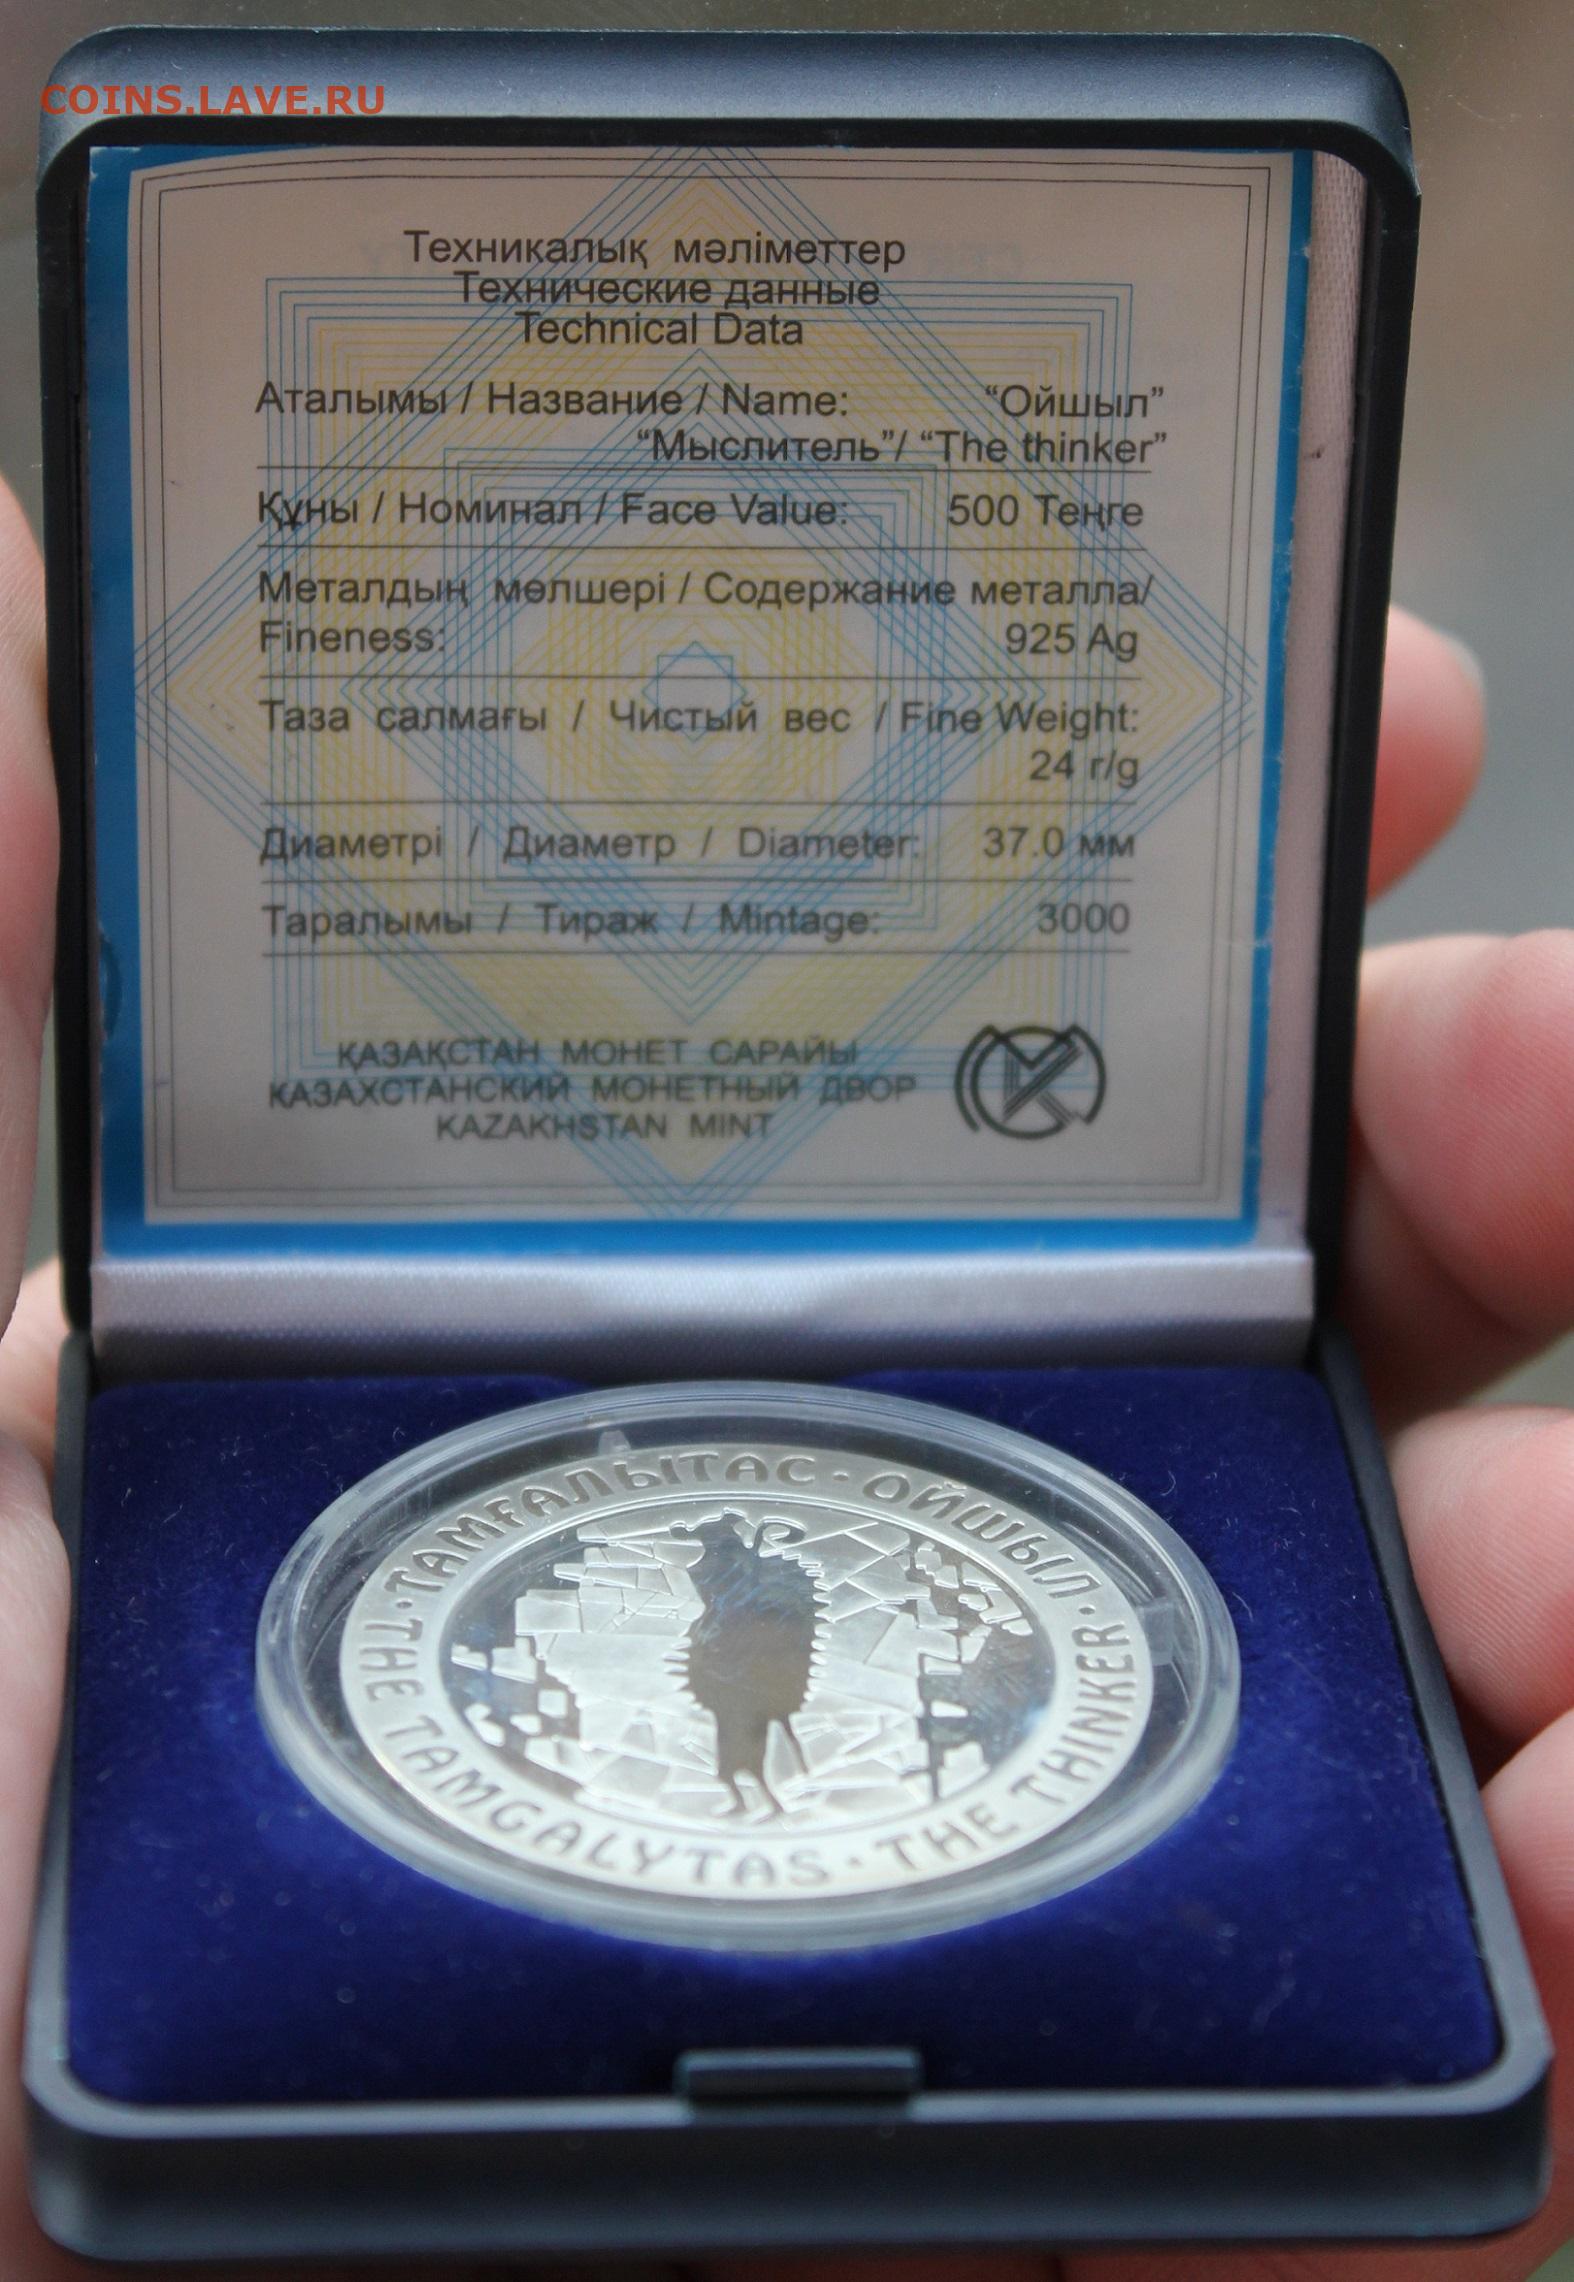 COINS.LAVE.RU
Техникалық мәліметтер
Технические данные
Technical Data
Аталымы / Название / Name: “Ойшыл”
“Мыслитель”/ “The thinker”
Құны / Номинал / Face Value: 500 Теңге
Металдың мөлшері / Содержание металла/
Fineness: 925 Ag
Таза салмағы / Чистый вес / Fine Weight:
24 г/g
Диаметрі / Диаметр / Diameter: 37.0 мм
Таралымы / Тираж / Mintage: 3000
ҚАЗАҚСТАН МОНЕТ САРАЙЫ
КАЗАХСТАНСКИЙ МОНЕТНЫЙ ДВОР
KAZAKHSTAN MINT
ТАМҒАЛЫТАС · ОЙШЫЛ ·
THE TAMGALYTAS · THE THINKER ·